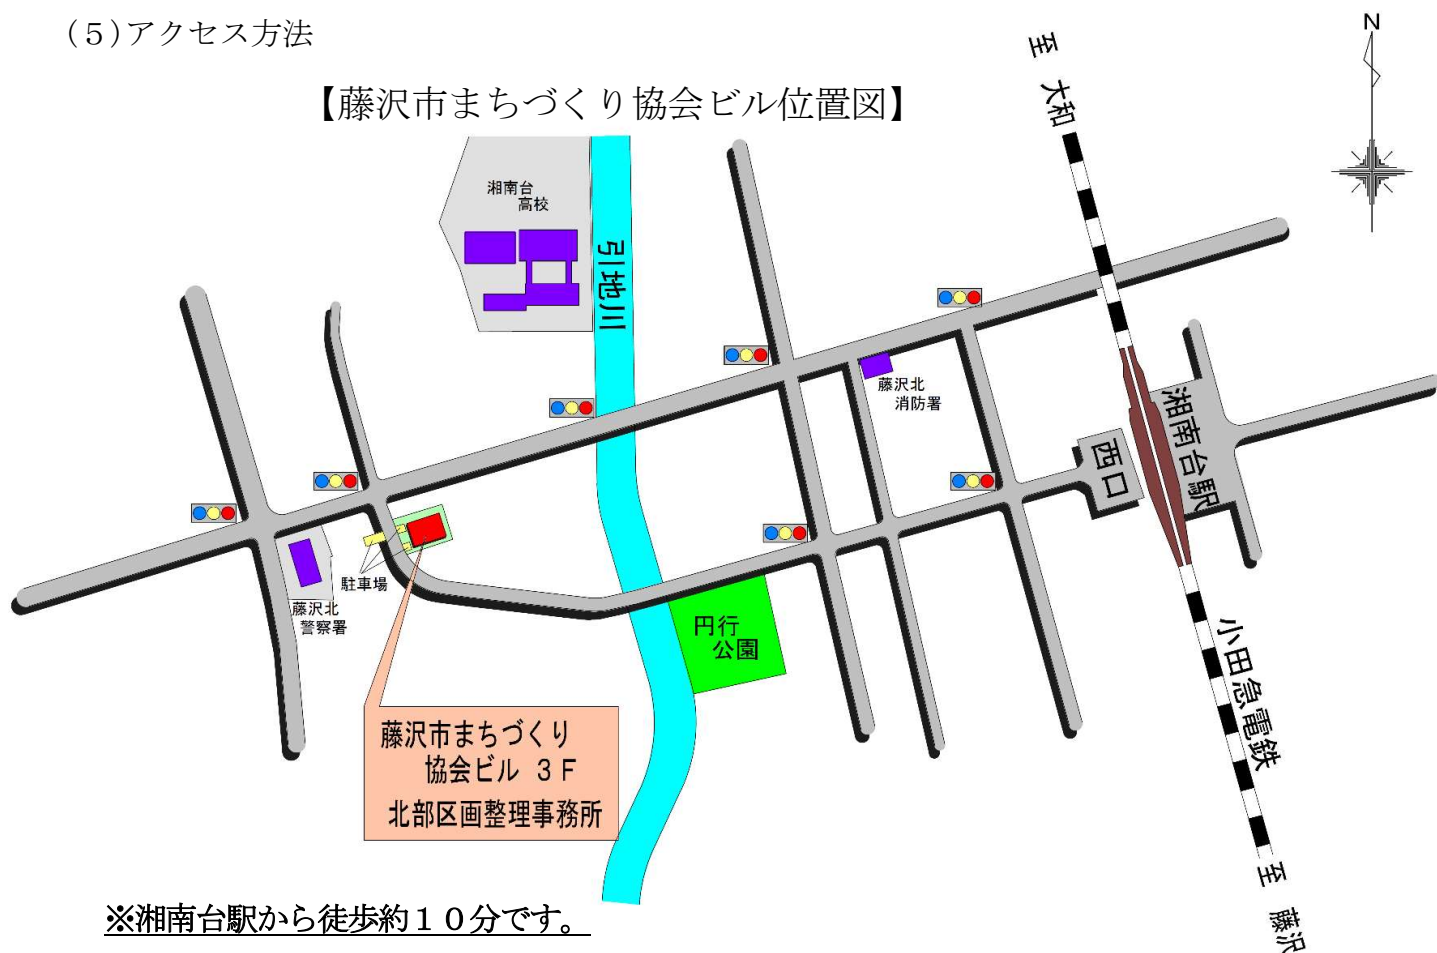 （５）アクセス方法
【藤沢市まちづくり協会ビル位置図】
N
至 大和
湘南台
高校
引地川
藤沢北
消防署
湘南台駅
西口
駐車場
藤沢北
警察署
円行
公園
小田急電鉄
藤沢市まちづくり
協会ビル ３Ｆ
北部区画整理事務所
至 藤沢
※湘南台駅から徒歩約１０分です。